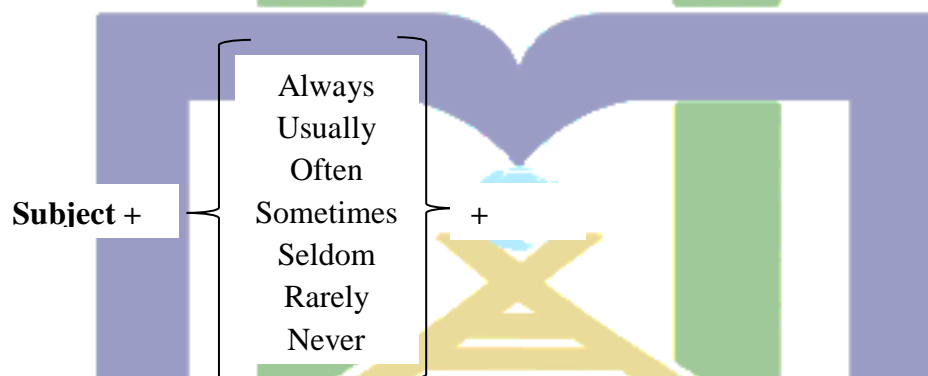 Always
Usually
Often
Subject + Sometimes +
Seldom
Rarely
Never